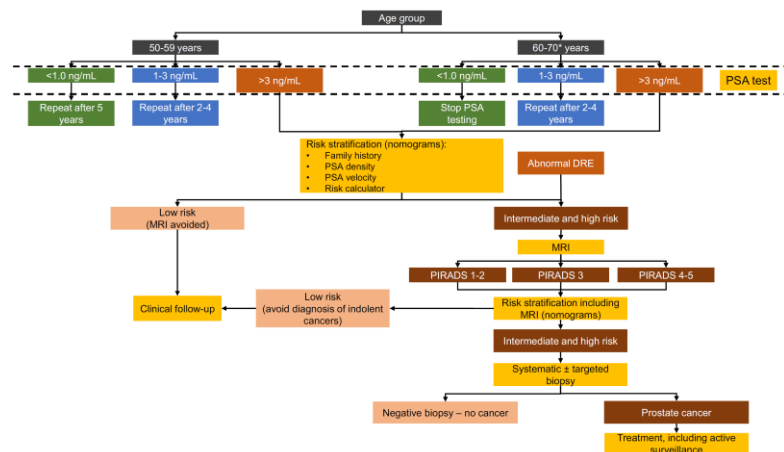 Age group
50-59 years
60-70* years
<1.0 ng/mL
1-3 ng/mL
>3 ng/mL
<1.0 ng/mL
1-3 ng/mL
>3 ng/mL
PSA test
Repeat after 5
years
Repeat after 2-4
years
Stop PSA
testing
Repeat after 2-4
years
Risk stratification (nomograms):
• Family history
• PSA density
• PSA velocity
• Risk calculator
Abnormal DRE
Low risk
(MRI avoided)
Intermediate and high risk
MRI
PIRADS 1-2
PIRADS 3
PIRADS 4-5
Clinical follow-up
Low risk
(avoid diagnosis of indolent
cancers)
Risk stratification including
MRI (nomograms)
Intermediate and high risk
Systematic ± targeted
biopsy
Negative biopsy – no cancer
Prostate cancer
Treatment, including active
surveillance